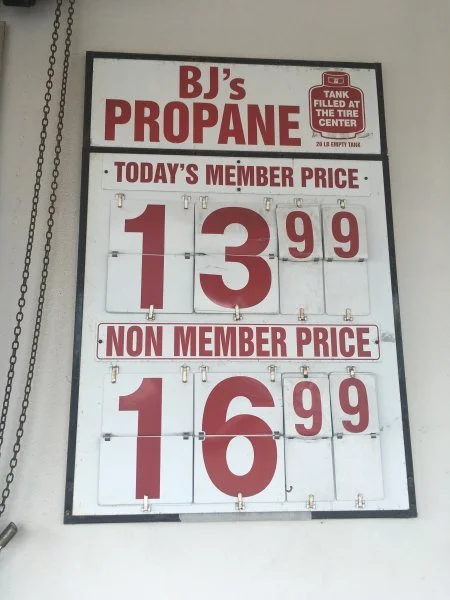 BJ's
PROPANE
TANK
FILLED AT
THE TIRE
CENTER
20 LB EMPTY TANK
TODAY'S MEMBER PRICE
13 99
NON MEMBER PRICE
16 99